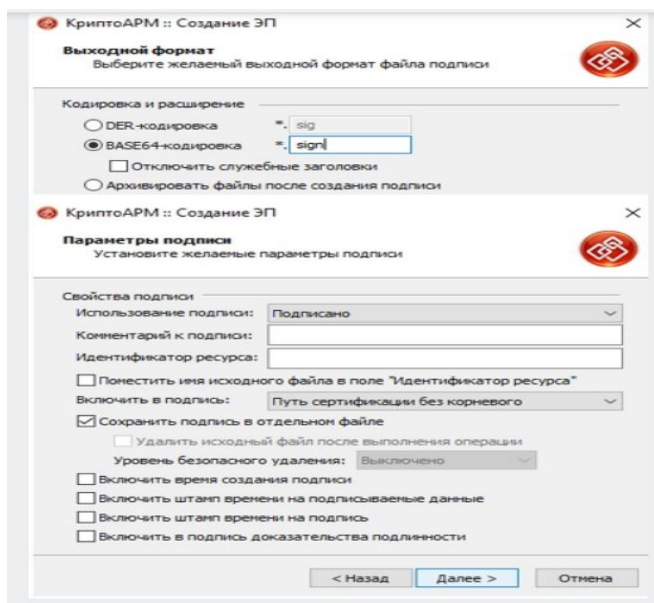 КриптоАРМ :: Создание ЭП
Выходной формат
Выберите желаемый выходной формат файла подписи
Кодировка и расширение
DER-кодировка *. sig
BASE64-кодировка *. sign
Отключить служебные заголовки
Архивировать файлы после создания подписи
КриптоАРМ :: Создание ЭП
Параметры подписи
Установите желаемые параметры подписи
Свойства подписи
Использование подписи: Подписано
Комментарий к подписи:
Идентификатор ресурса:
Поместить имя исходного файла в поле "Идентификатор ресурса"
Включить в подпись: Путь сертификации без корневого
Сохранить подпись в отдельном файле
Удалить исходный файл после выполнения операции
Уровень безопасного удаления: Выключено
Включить время создания подписи
Включить штамп времени на подписываемые данные
Включить штамп времени на подпись
Включить в подпись доказательства подлинности
< Назад Далее > Отмена